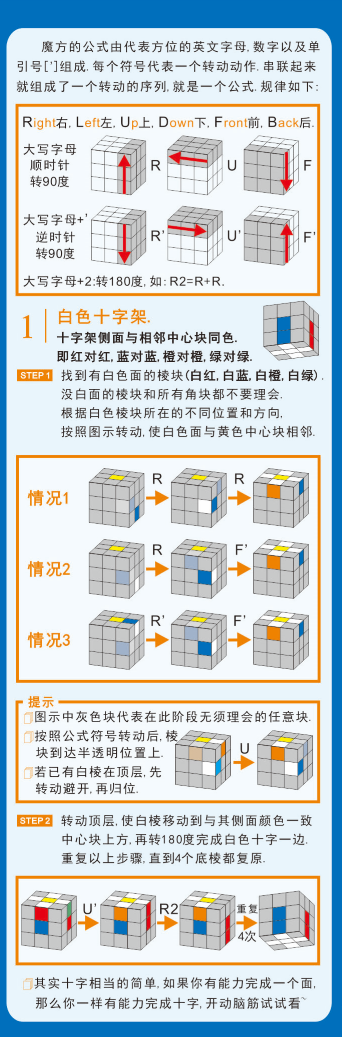 魔方的公式由代表方位的英文字母, 数字以及单
引号[']组成. 每个符号代表一个转动动作. 串联起来
就组成了一个转动的序列, 就是一个公式. 规律如下:
Right右, Left左, Up上, Down下, Front前, Back后.
大写字母
顺时针
转90度
R
U
F
大写字母+'
逆时针
转90度
R'
U'
F'
大写字母+2:转180度, 如: R2=R+R.
1
白色十字架.
十字架侧面与相邻中心块同色.
即红对红, 蓝对蓝, 橙对橙, 绿对绿.
STEP 1 找到有白色面的棱块(白红, 白蓝, 白橙, 白绿).
没白面的棱块和所有角块都不要理会.
根据白色棱块所在的不同位置和方向,
按照图示转动, 使白色面与黄色中心块相邻.
情况1
R
R
情况2
R
F'
情况3
R'
F'
提示
图示中灰色块代表在此阶段无须理会的任意块.
按照公式符号转动后, 棱
块到达半透明位置上.
若已有白棱在顶层, 先
转动避开, 再归位.
U
STEP 2 转动顶层, 使白棱移动到与其侧面颜色一致
中心块上方, 再转180度完成白色十字一边.
重复以上步骤, 直到4个底棱都复原.
U'
R2
重复
4次
其实十字相当的简单, 如果你有能力完成一个面,
那么你一样有能力完成十字, 开动脑筋试试看~